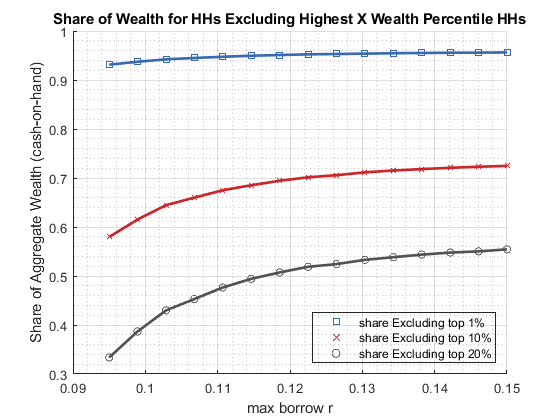 Share of Wealth for HHs Excluding Highest X Wealth Percentile HHs
1
0.9
0.8
0.7
0.6
0.5
0.4
0.3
Share of Aggregate Wealth (cash-on-hand)
share Excluding top 1%
share Excluding top 10%
share Excluding top 20%
0.09
0.1
0.11
0.12
0.13
0.14
0.15
max borrow r